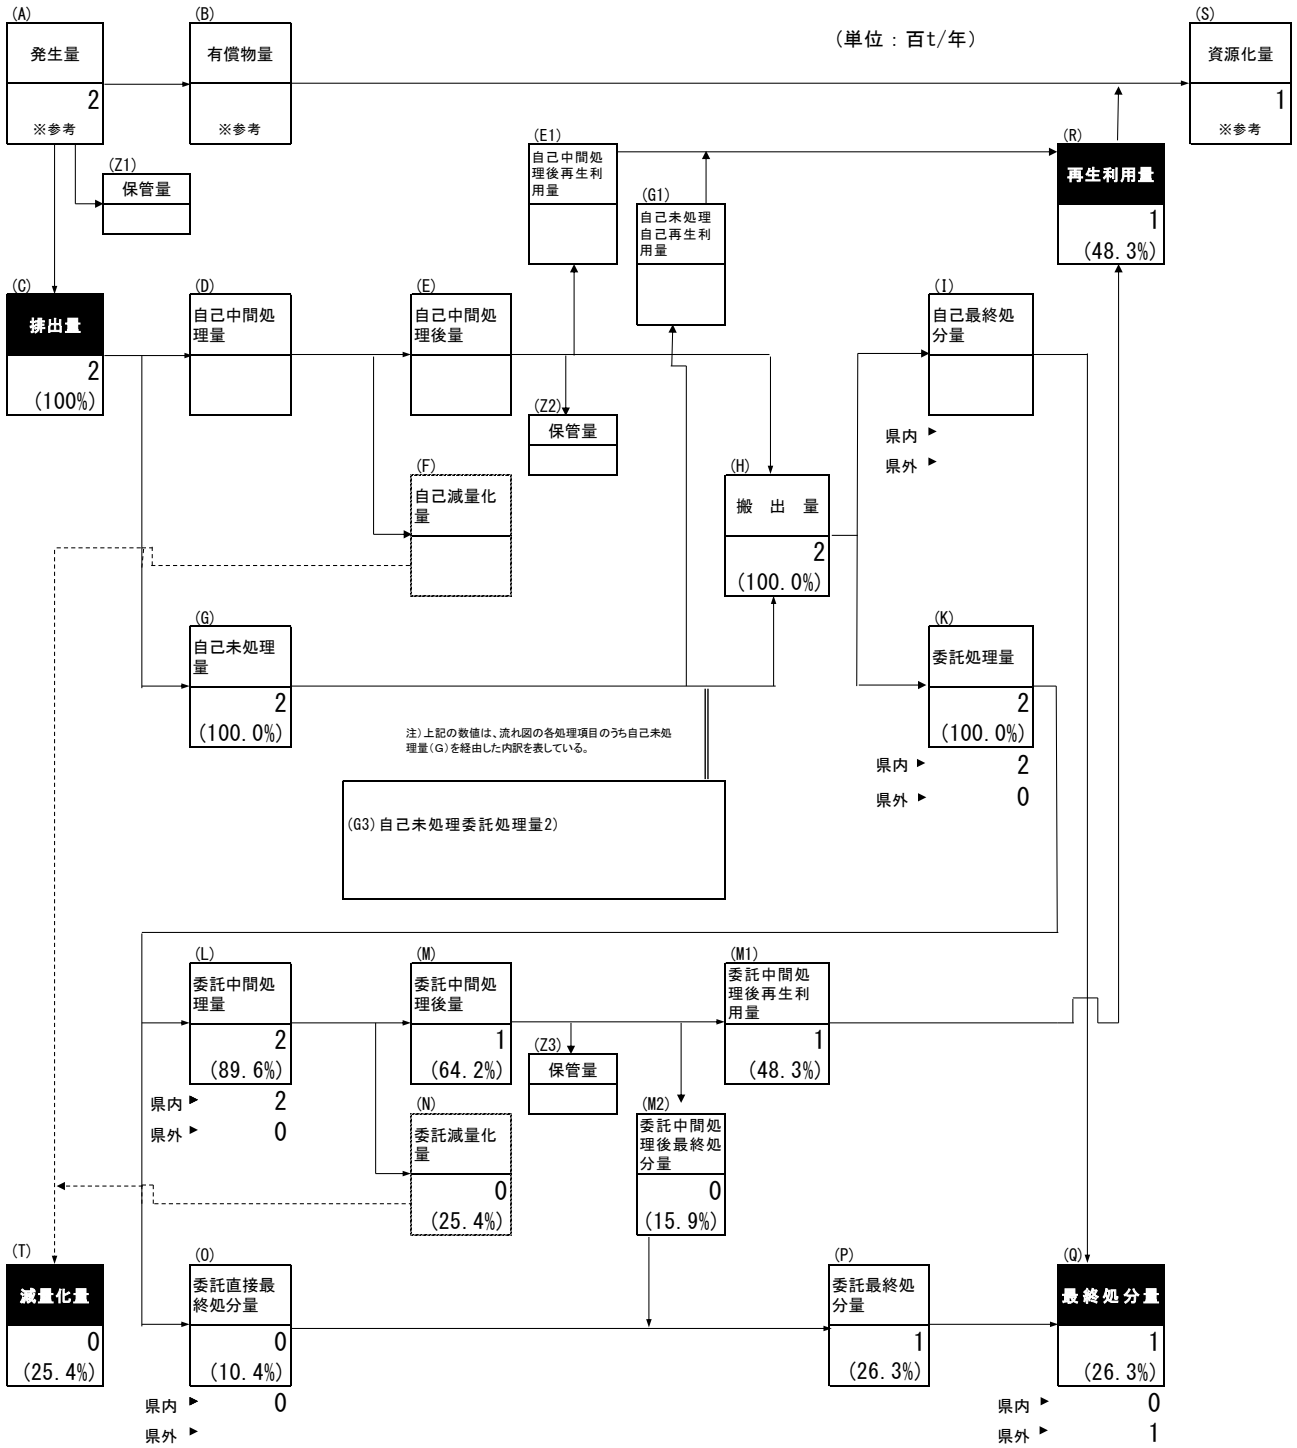 (A)
発生量
2
※参考
(B)
有償物量
※参考
(単位：百t/年)
(S)
資源化量
1
※参考
(Z1)
保管量
(E1)
自己中間処
理後再生利
用量
(G1)
自己未処理
自己再生利
用量
(R)
再生利用量
1
(48.3%)
(C)
排出量
2
(100%)
(D)
自己中間処
理量
(E)
自己中間処
理後量
(I)
自己最終処
分量
県内
県外
(Z2)
保管量
(F)
自己減量化
量
(H)
搬　出　量
2
(100.0%)
(G)
自己未処理
量
2
(100.0%)
(K)
委託処理量
2
(100.0%)
県内 2
県外 0
注)上記の数値は、流れ図の各処理項目のうち自己未処
理量(G)を経由した内訳を表している。
(G3)自己未処理委託処理量2)
(L)
委託中間処
理量
2
(89.6%)
県内 2
県外 0
(M)
委託中間処
理後量
1
(64.2%)
(Z3)
保管量
(M1)
委託中間処
理後再生利
用量
1
(48.3%)
(N)
委託減量化
量
0
(25.4%)
(M2)
委託中間処
理後最終処
分量
0
(15.9%)
(T)
減量化量
0
(25.4%)
(O)
委託直接最
終処分量
0
(10.4%)
県内 0
県外
(P)
委託最終処
分量
1
(26.3%)
(Q)
最終処分量
1
(26.3%)
県内 0
県外 1